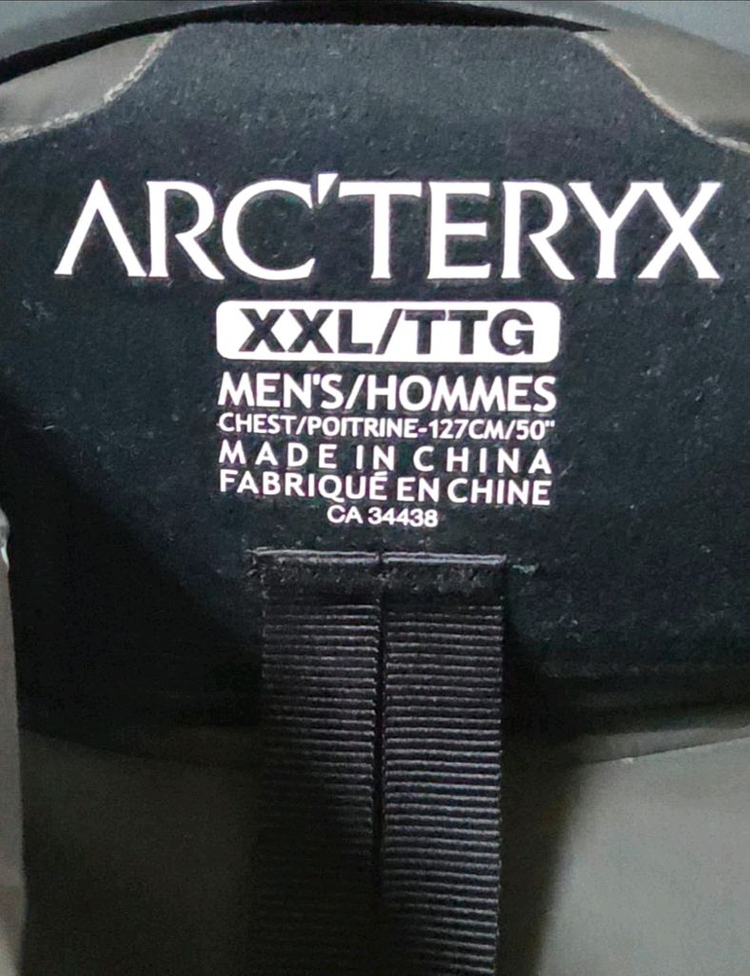 ARC'TERYX
XXL/TTG
MEN'S/HOMMES
CHEST/POITRINE-127CM/50"
MADE IN CHINA
FABRIQUÉ EN CHINE
CA 34438